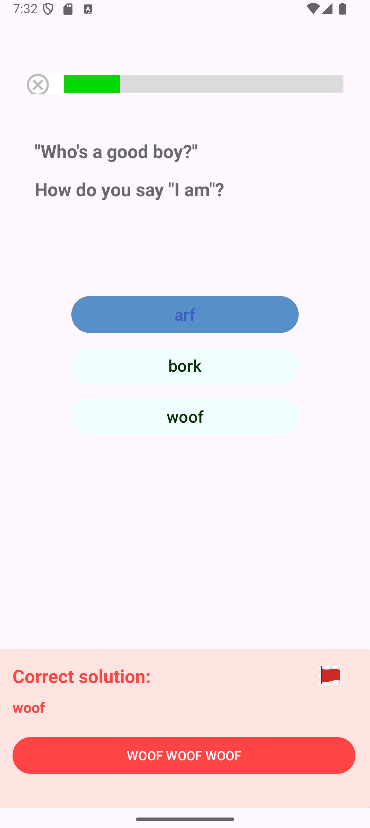 7:32
"Who's a good boy?"
How do you say "I am"?
arf
bork
woof
Correct solution:
woof
WOOF WOOF WOOF